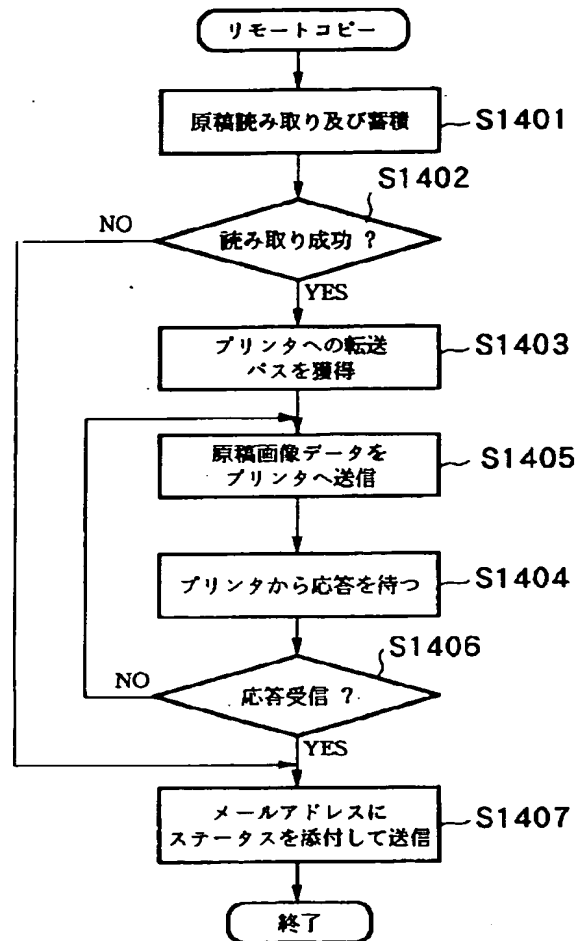 リモートコピー
原稿読み取り及び蓄積
S1401
S1402
NO
読み取り成功 ?
YES
プリンタへの転送
パスを獲得
S1403
原稿画像データを
プリンタへ送信
S1405
プリンタから応答を待つ
S1404
S1406
NO
応答受信 ?
YES
メールアドレスに
ステータスを添付して送信
S1407
終了